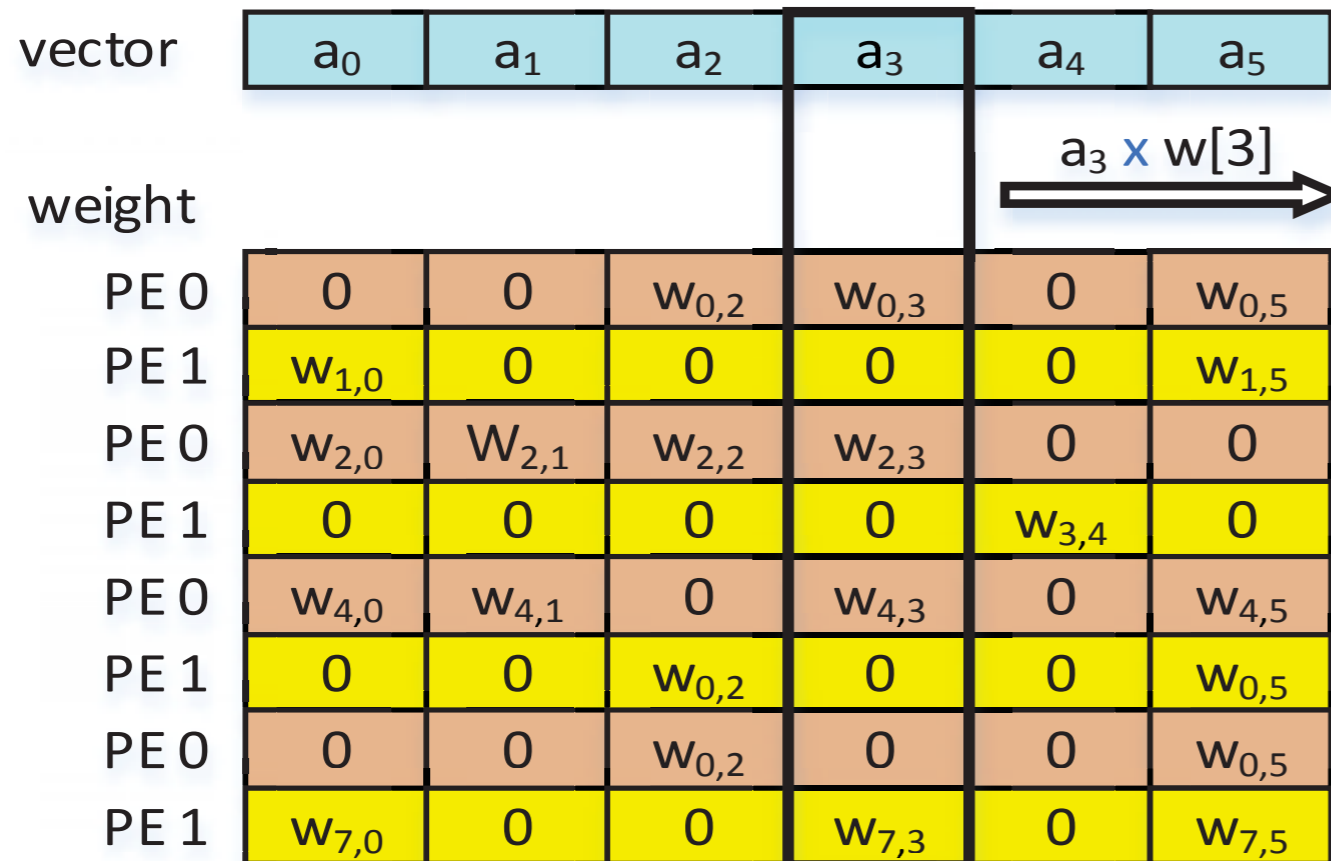 vector a₀ a₁ a₂ a₃ a₄ a₅
a₃ x w[3]
weight
PE 0 0 0 w₀,₂ w₀,₃ 0 w₀,₅
PE 1 w₁,₀ 0 0 0 0 w₁,₅
PE 0 w₂,₀ W₂,₁ w₂,₂ w₂,₃ 0 0
PE 1 0 0 0 0 w₃,₄ 0
PE 0 w₄,₀ w₄,₁ 0 w₄,₃ 0 w₄,₅
PE 1 0 0 w₀,₂ 0 0 w₀,₅
PE 0 0 0 w₀,₂ 0 0 w₀,₅
PE 1 w₇,₀ 0 0 w₇,₃ 0 w₇,₅